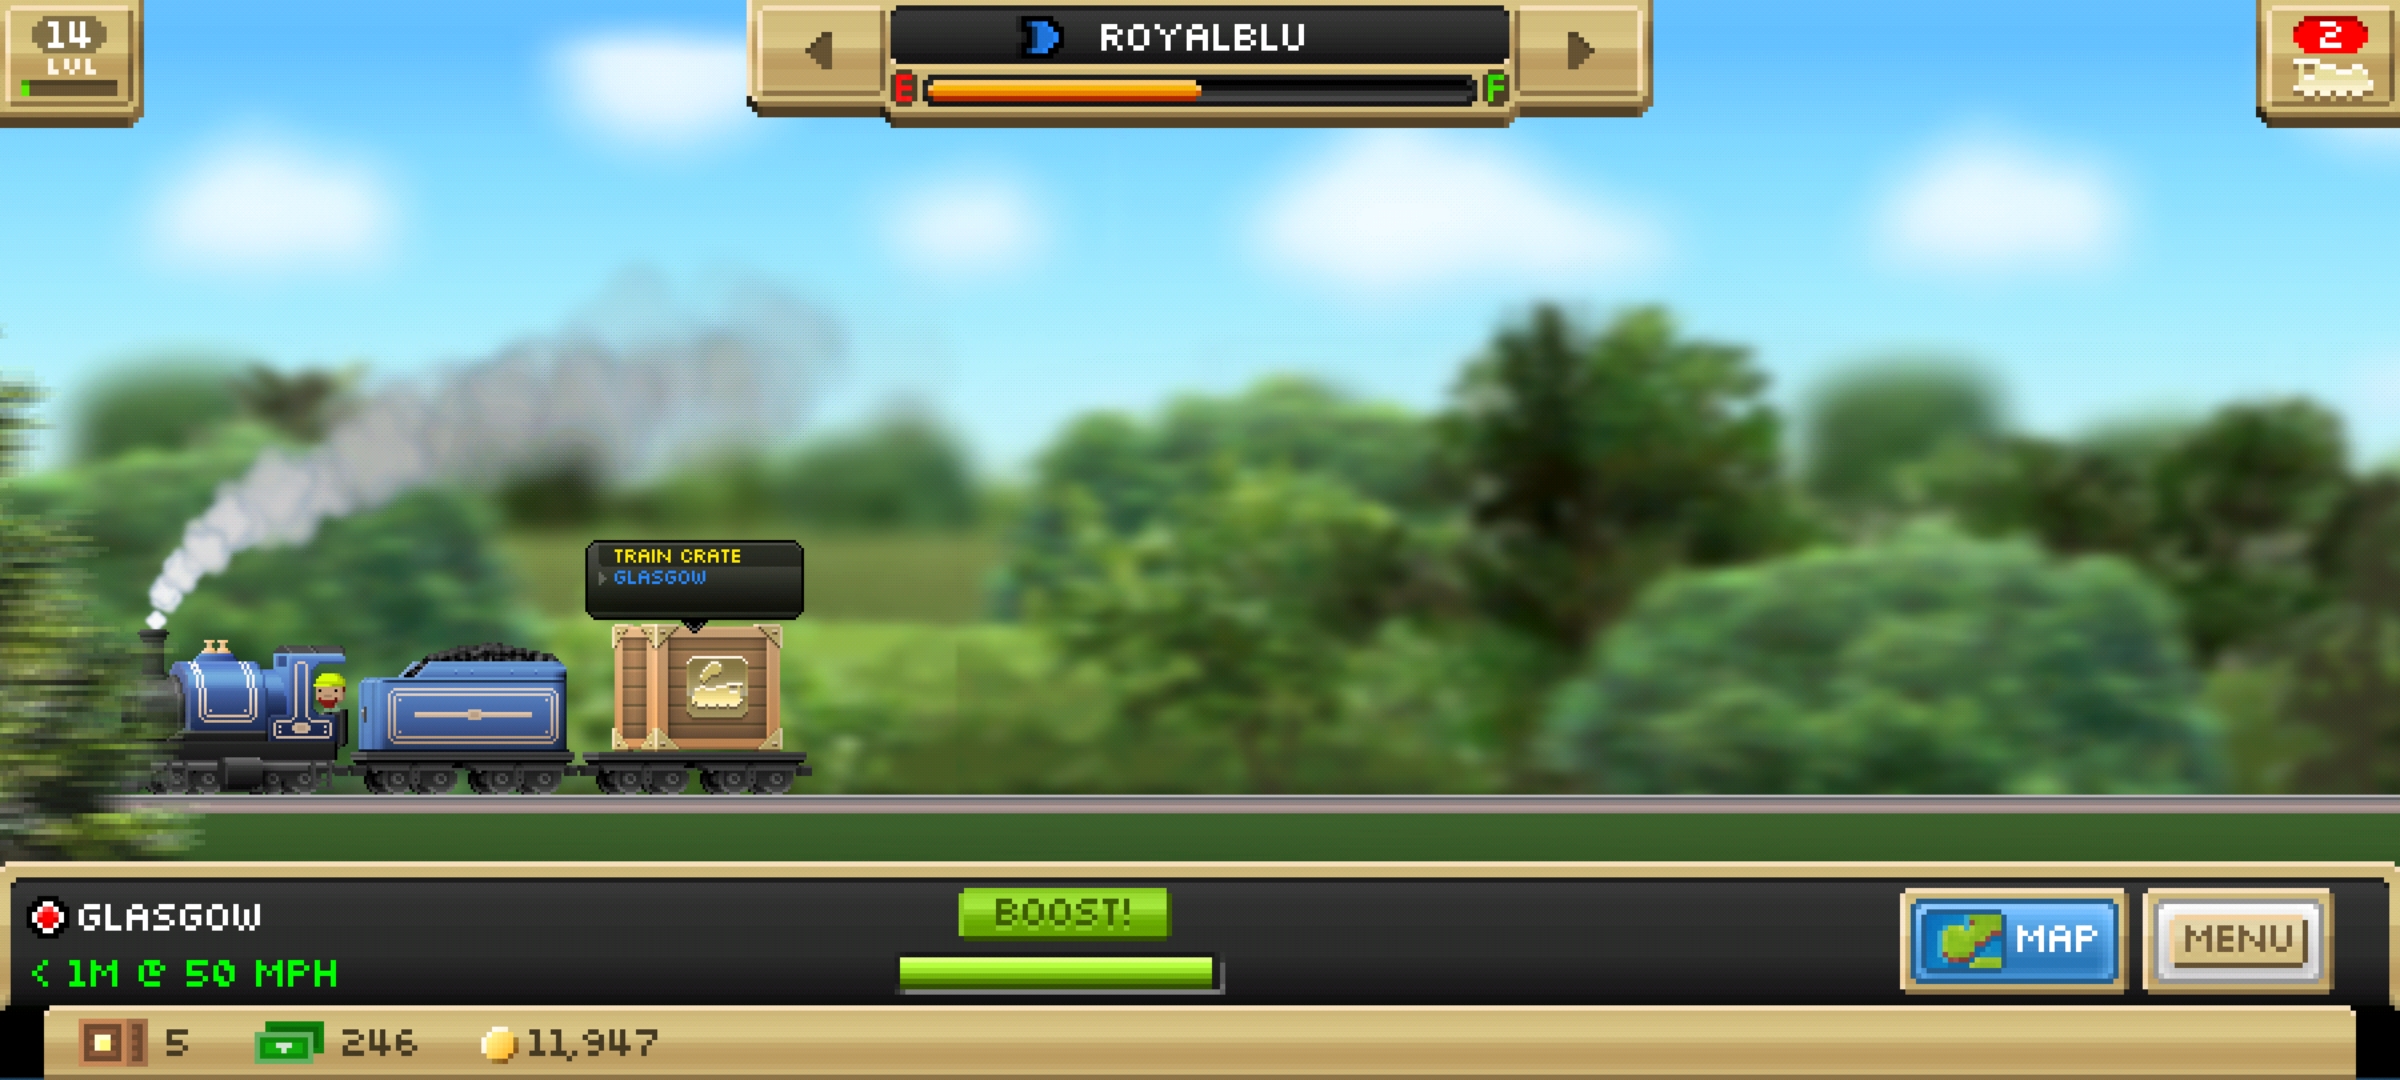 14
LVL
ROYALBLU
E
F
2
TRAIN CRATE
GLASGOW
GLASGOW
< 1M @ 50 MPH
BOOST!
MAP
MENU
5
246
11,947